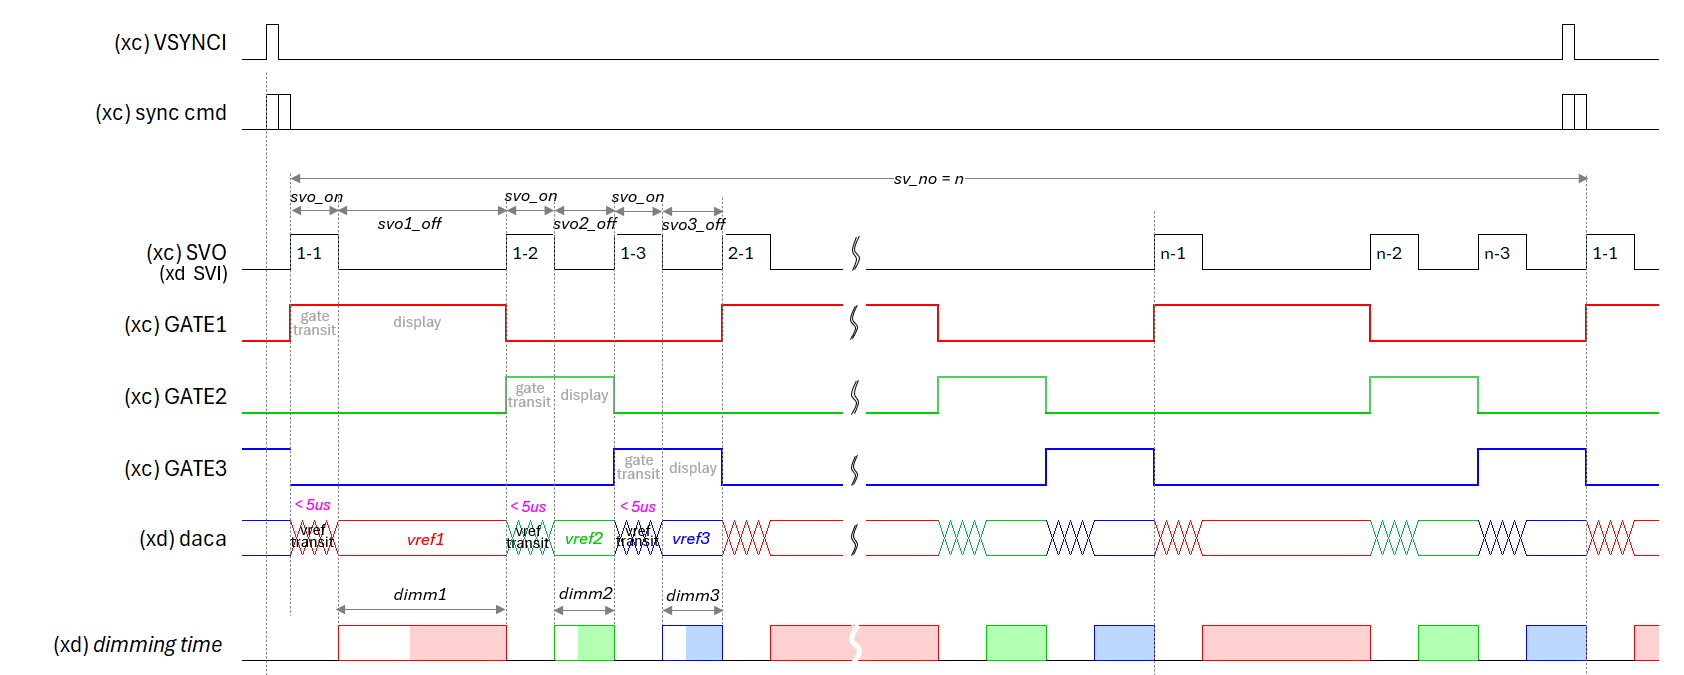 (xc) VSYNCI
(xc) sync cmd
sv_no = n
svo_on svo_on svo_on
svo1_off svo2_off svo3_off
(xc) SVO 1-1 1-2 1-3 2-1 n-1 n-2 n-3 1-1
(xd SVI)
(xc) GATE1
gate
transit
display
(xc) GATE2
gate
transit
display
(xc) GATE3
gate
transit
display
< 5us < 5us < 5us
(xd) daca
vref
transit
vref1
vref
transit
vref2
vref
transit
vref3
dimm1 dimm2 dimm3
(xd) dimming time